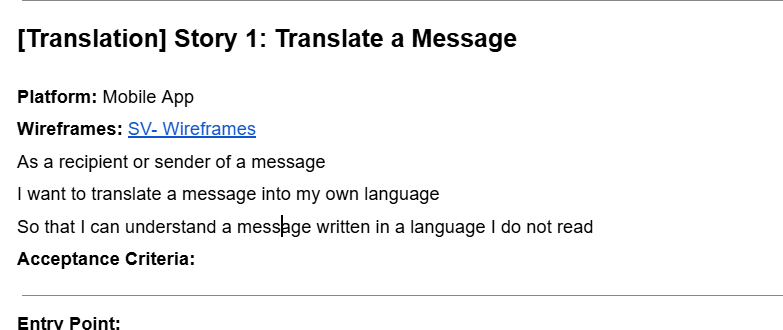 [Translation] Story 1: Translate a Message
Platform: Mobile App
Wireframes: SV- Wireframes
As a recipient or sender of a message
I want to translate a message into my own language
So that I can understand a message written in a language I do not read
Acceptance Criteria:
Entry Point: